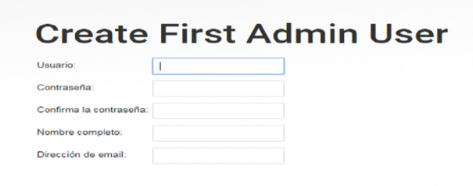 Create First Admin User
Usuario:
Contraseña:
Confirma la contraseña:
Nombre completo:
Dirección de email: